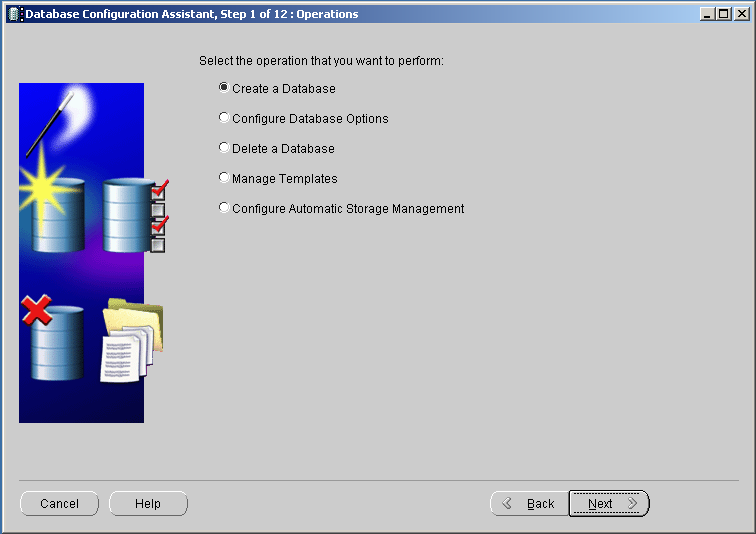 Database Configuration Assistant, Step 1 of 12 : Operations
Select the operation that you want to perform:
Create a Database
Configure Database Options
Delete a Database
Manage Templates
Configure Automatic Storage Management
Cancel
Help
Back
Next